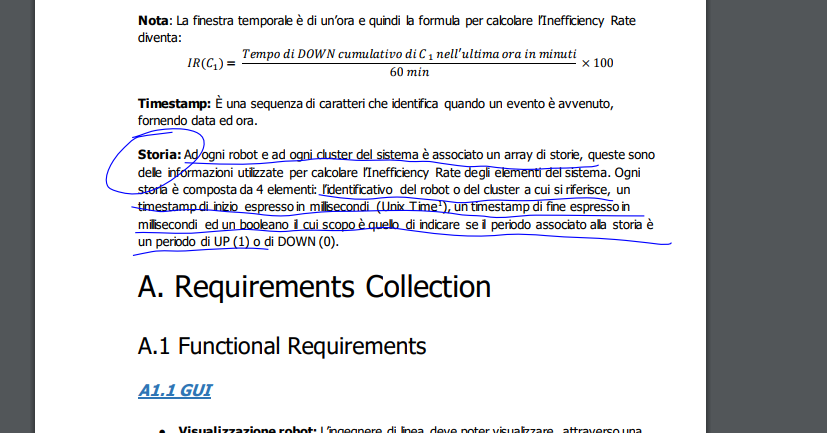 Nota: La finestra temporale è di un'ora e quindi la formula per calcolare l'Inefficiency Rate
diventa:
IR(C₁) = Tempo di DOWN cumulativo di C₁ nell'ultima ora in minuti / 60 min × 100
Timestamp: È una sequenza di caratteri che identifica quando un evento è avvenuto,
fornendo data ed ora.
Storia: Ad ogni robot e ad ogni cluster del sistema è associato un array di storie, queste sono
delle informazioni utilizzate per calcolare l'Inefficiency Rate degli elementi del sistema. Ogni
storia è composta da 4 elementi: l'identificativo del robot o del cluster a cui si riferisce, un
timestamp di inizio espresso in millisecondi (Unix Time¹), un timestamp di fine espresso in
millisecondi ed un booleano il cui scopo è quello di indicare se il periodo associato alla storia è
un periodo di UP (1) o di DOWN (0).
A. Requirements Collection
A.1 Functional Requirements
A1.1 GUI
• Visualizzazione robot: L'ingegnere di linea deve poter visualizzare, attraverso una